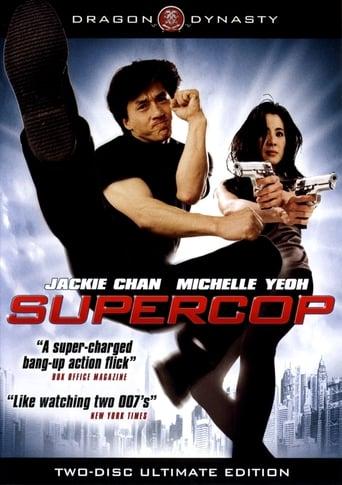 DRAGON DYNASTY
JACKIE CHAN MICHELLE YEOH
SUPERCOP
"A super-charged
bang-up action flick"
BOX OFFICE MAGAZINE
"Like watching two 007's"
NEW YORK TIMES
TWO-DISC ULTIMATE EDITION